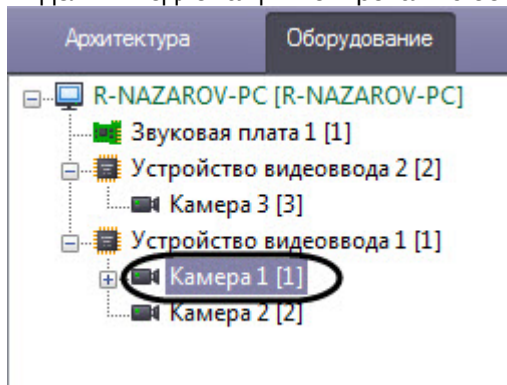 Архитектура Оборудование
R-NAZAROV-PC [R-NAZAROV-PC]
Звуковая плата 1 [1]
Устройство видеоввода 2 [2]
Камера 3 [3]
Устройство видеоввода 1 [1]
Камера 1 [1]
Камера 2 [2]